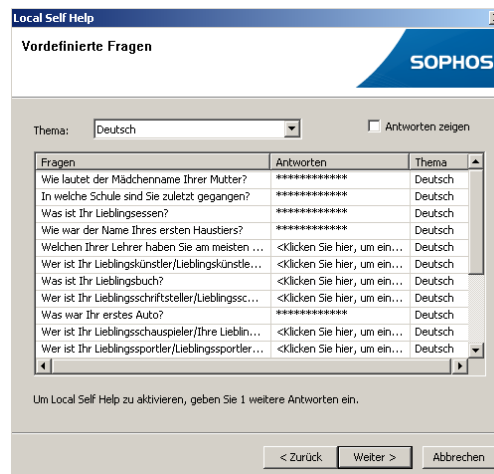 Local Self Help
Vordefinierte Fragen
SOPHOS
Thema: Deutsch Antworten zeigen
Fragen Antworten Thema
Wie lautet der Mädchenname Ihrer Mutter? ************ Deutsch
In welche Schule sind Sie zuletzt gegangen? ************ Deutsch
Was ist Ihr Lieblingsessen? ************ Deutsch
Wie war der Name Ihres ersten Haustiers? ************ Deutsch
Welchen Ihrer Lehrer haben Sie am meisten ... <Klicken Sie hier, um ein... Deutsch
Wer ist Ihr Lieblingskünstler/Lieblingskünstle... <Klicken Sie hier, um ein... Deutsch
Was ist Ihr Lieblingsbuch? <Klicken Sie hier, um ein... Deutsch
Wer ist Ihr Lieblingsschriftsteller/Lieblingssc... <Klicken Sie hier, um ein... Deutsch
Was war Ihr erstes Auto? ************ Deutsch
Wer ist Ihr Lieblingsschauspieler/Ihre Lieblin... <Klicken Sie hier, um ein... Deutsch
Wer ist Ihr Lieblingssportler/Lieblingssportler... <Klicken Sie hier, um ein... Deutsch
Um Local Self Help zu aktivieren, geben Sie 1 weitere Antworten ein.
< Zurück Weiter > Abbrechen